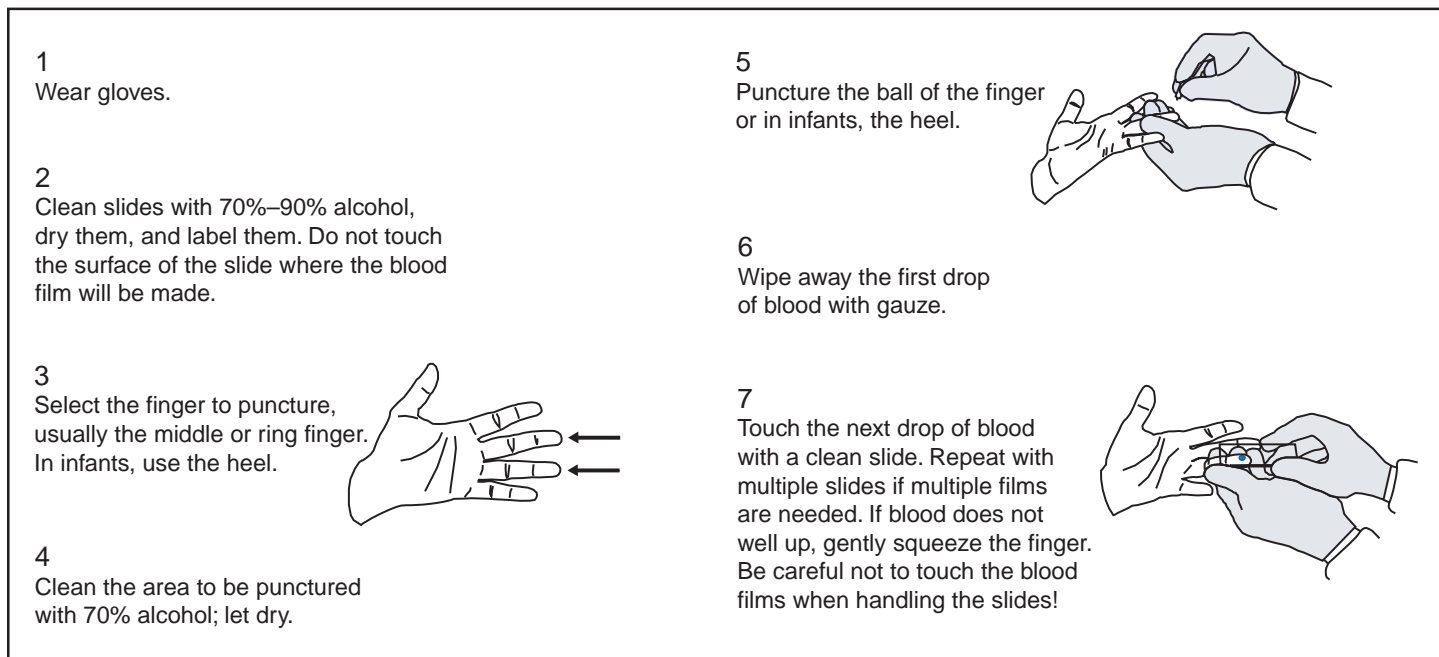 1
Wear gloves.
2
Clean slides with 70%–90% alcohol,
dry them, and label them. Do not touch
the surface of the slide where the blood
film will be made.
3
Select the finger to puncture,
usually the middle or ring finger.
In infants, use the heel.
4
Clean the area to be punctured
with 70% alcohol; let dry.
5
Puncture the ball of the finger
or in infants, the heel.
6
Wipe away the first drop
of blood with gauze.
7
Touch the next drop of blood
with a clean slide. Repeat with
multiple slides if multiple films
are needed. If blood does not
well up, gently squeeze the finger.
Be careful not to touch the blood
films when handling the slides!